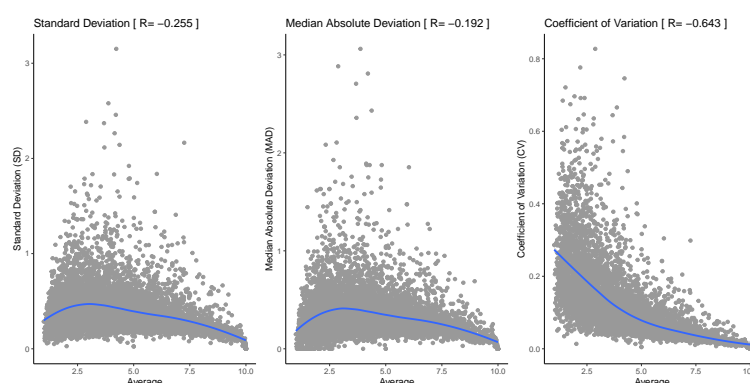 Standard Deviation [ R= −0.255 ]
Standard Deviation (SD)
3
2
1
0
2.5 5.0 7.5 10.0
Average
Median Absolute Deviation [ R= −0.192 ]
Median Absolute Deviation (MAD)
3
2
1
0
2.5 5.0 7.5 10.0
Average
Coefficient of Variation [ R= −0.643 ]
Coefficient of Variation (CV)
0.8
0.6
0.4
0.2
0.0
2.5 5.0 7.5 10.0
Average